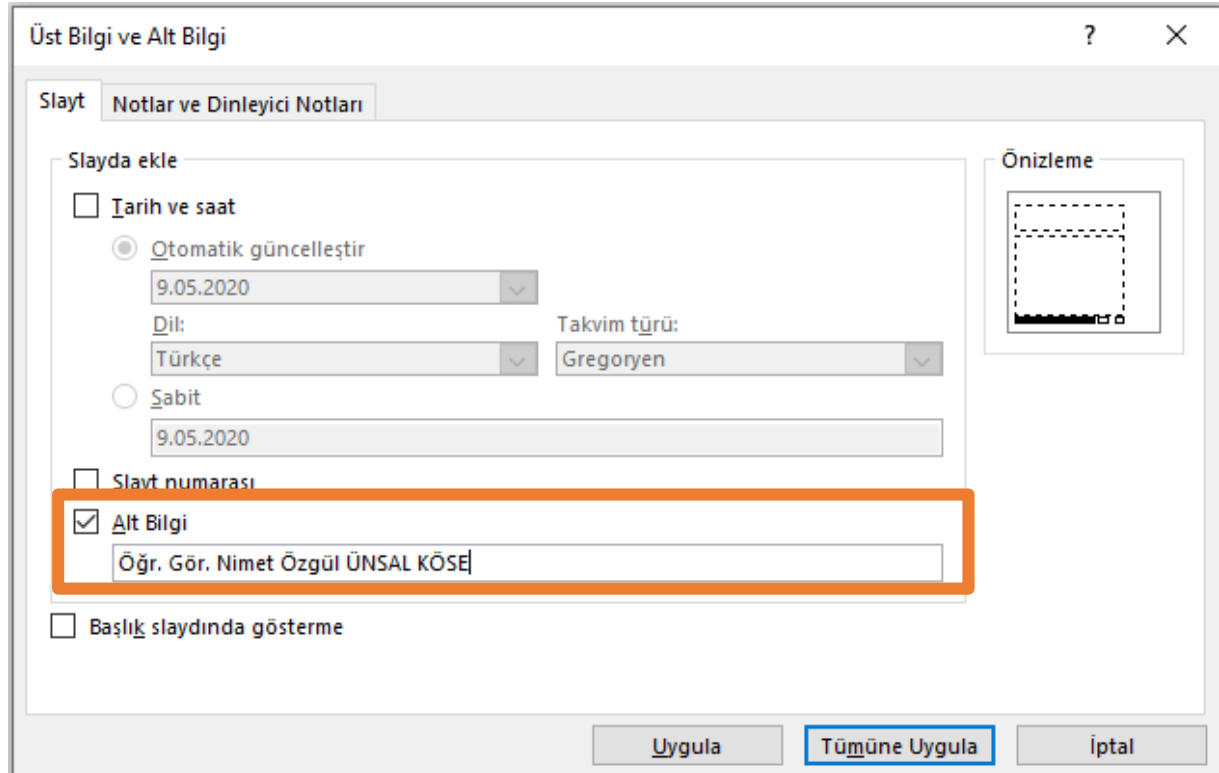 Üst Bilgi ve Alt Bilgi ?
Slayt Notlar ve Dinleyici Notları
Slayda ekle Önizleme
Tarih ve saat
Otomatik güncelleştir
9.05.2020
Dil: Takvim türü:
Türkçe Gregoryen
Sabit
9.05.2020
Slayt numarası
Alt Bilgi
Öğr. Gör. Nimet Özgül ÜNSAL KÖSE
Başlık slaydında gösterme
Uygula Tümüne Uygula İptal